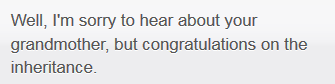 Well, I'm sorry to hear about your
grandmother, but congratulations on the
inheritance.